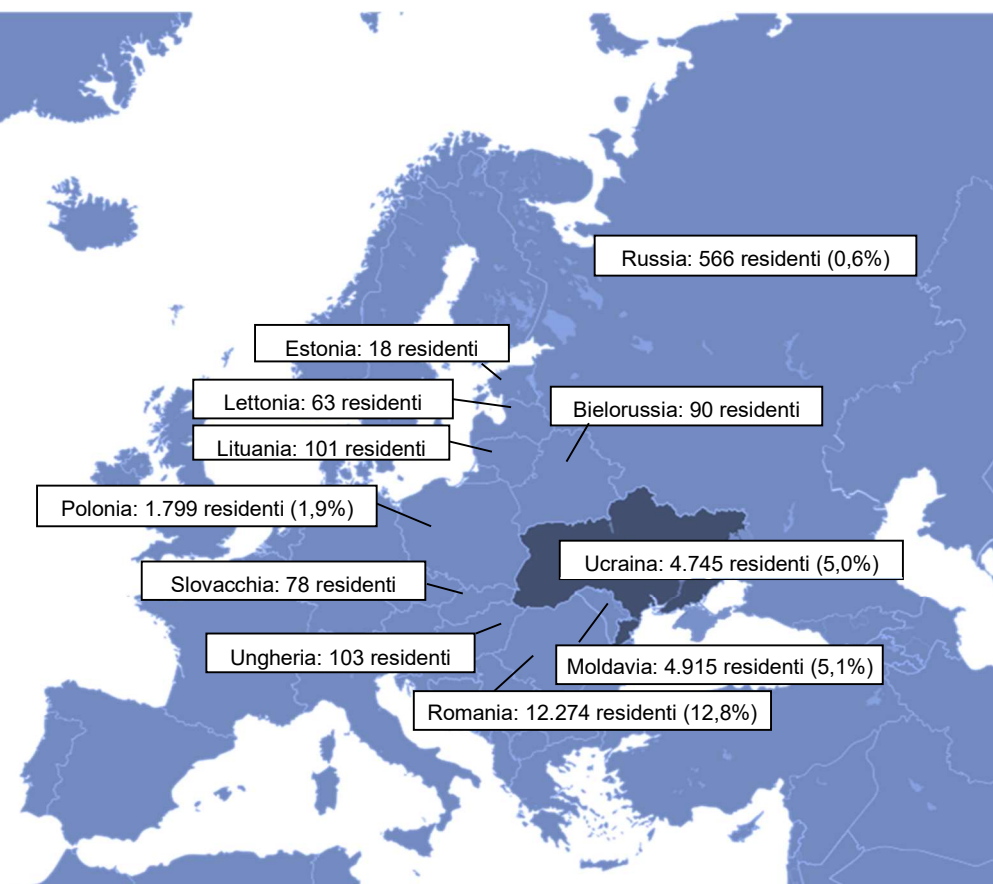 Russia: 566 residenti (0,6%)
Estonia: 18 residenti
Lettonia: 63 residenti
Bielorussia: 90 residenti
Lituania: 101 residenti
Polonia: 1.799 residenti (1,9%)
Ucraina: 4.745 residenti (5,0%)
Slovacchia: 78 residenti
Ungheria: 103 residenti
Moldavia: 4.915 residenti (5,1%)
Romania: 12.274 residenti (12,8%)